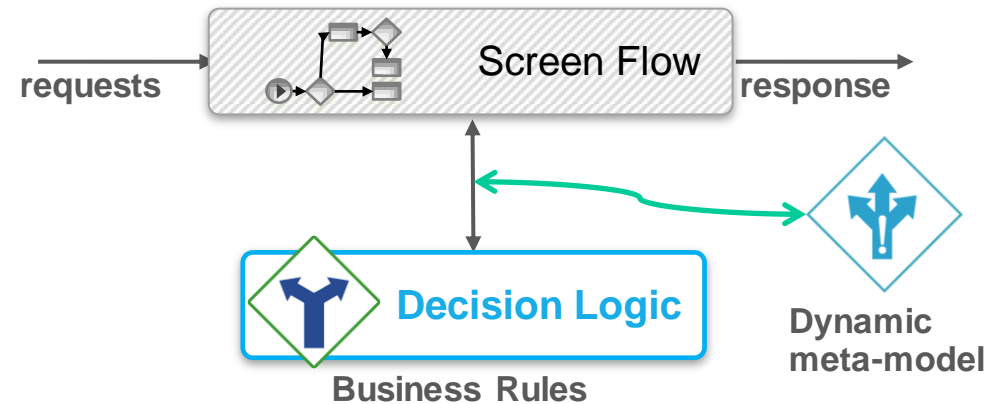 Screen Flow
requests
response
Decision Logic
Business Rules
Dynamic
meta-model